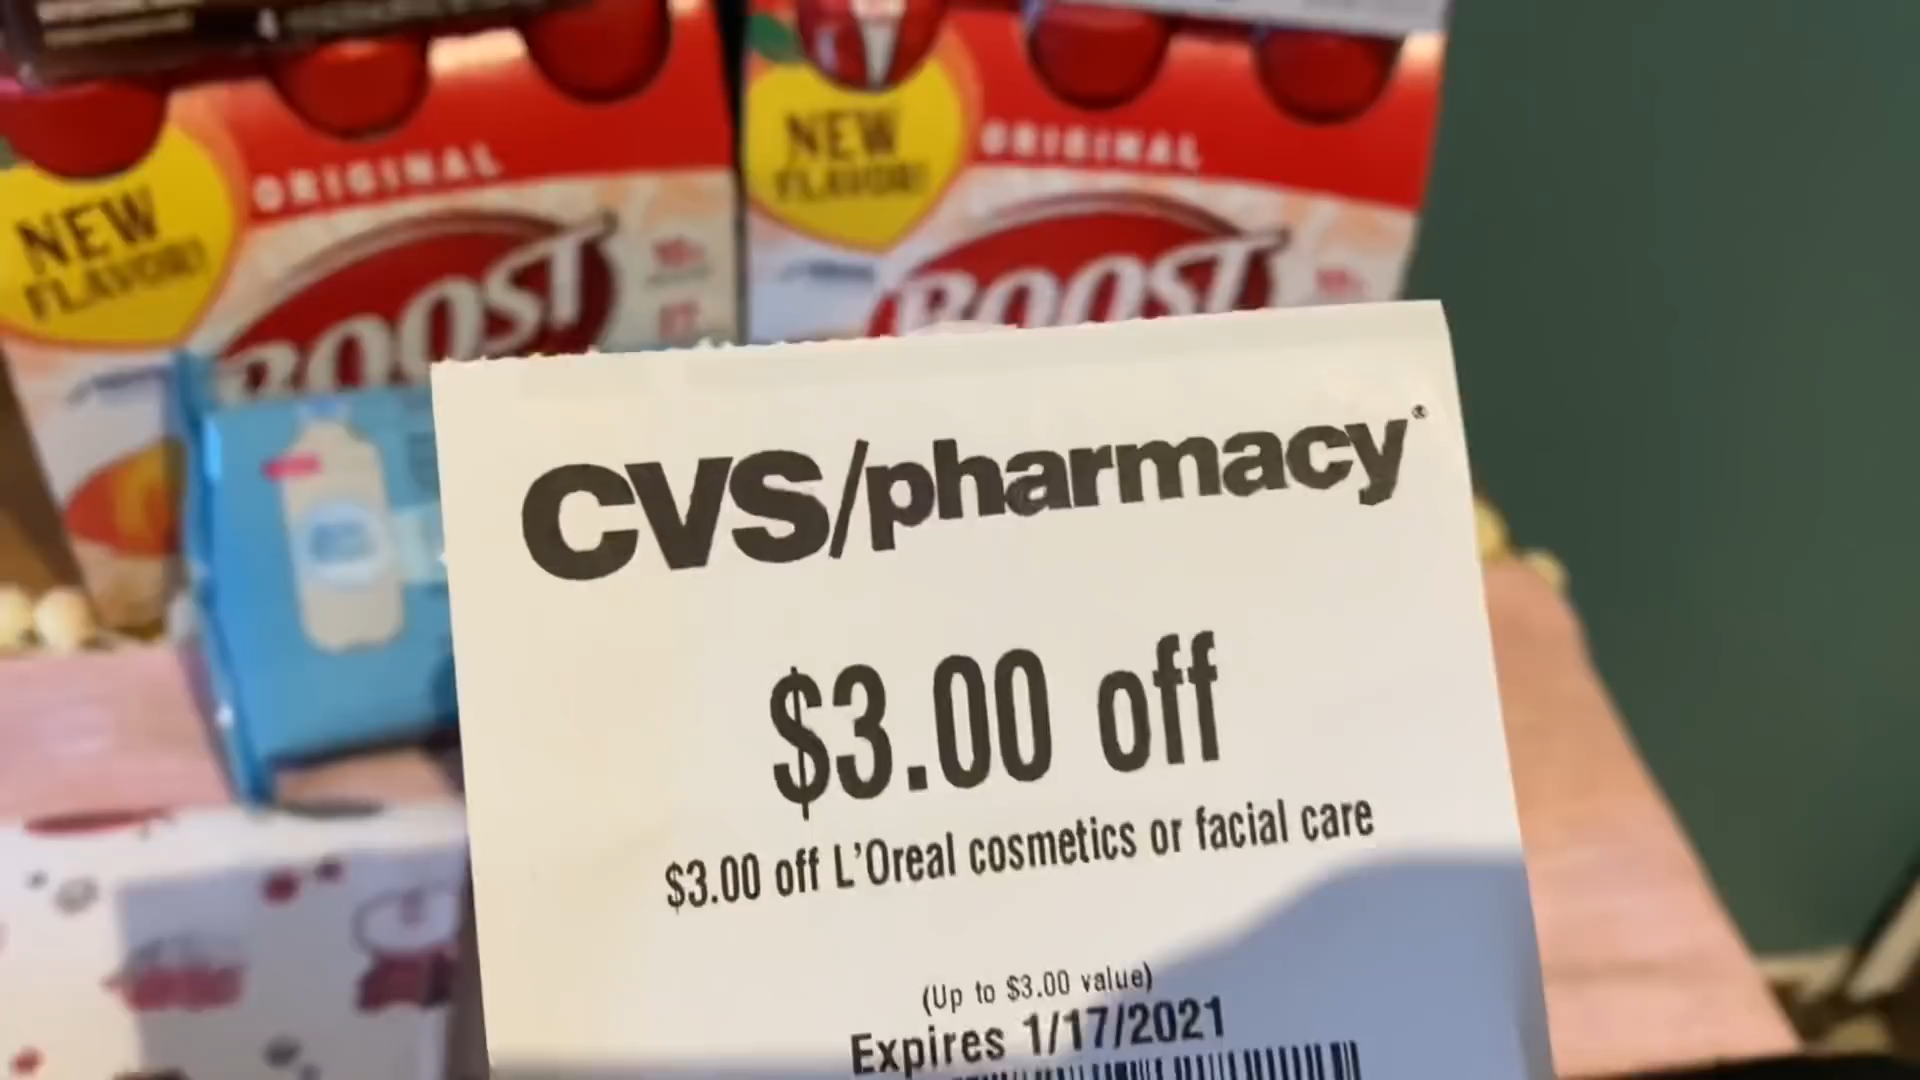 ORIGINAL
NEW
FLAVOR!
BOOST
ORIGINAL
NEW
FLAVOR!
BOOST
CVS/pharmacy®
$3.00 off
$3.00 off L'Oreal cosmetics or facial care
(Up to $3.00 value)
Expires 1/17/2021